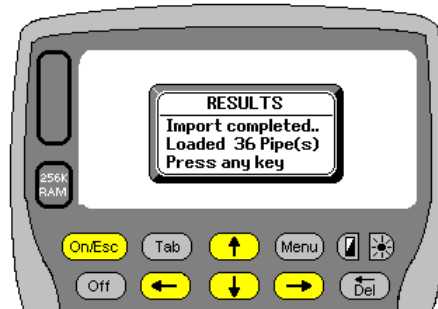 RESULTS
Import completed..
Loaded 36 Pipe(s)
Press any key
256K
RAM
On/Esc
Tab
Menu
Off
Del